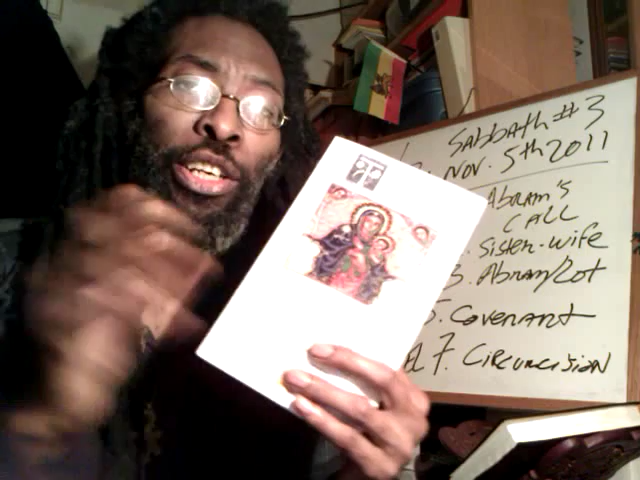 Sabbath #3
Nov. 5th 2011
Abram's
Call
Sister-wife
3. Abram/Lot
5. Covenant
7. Circumcision